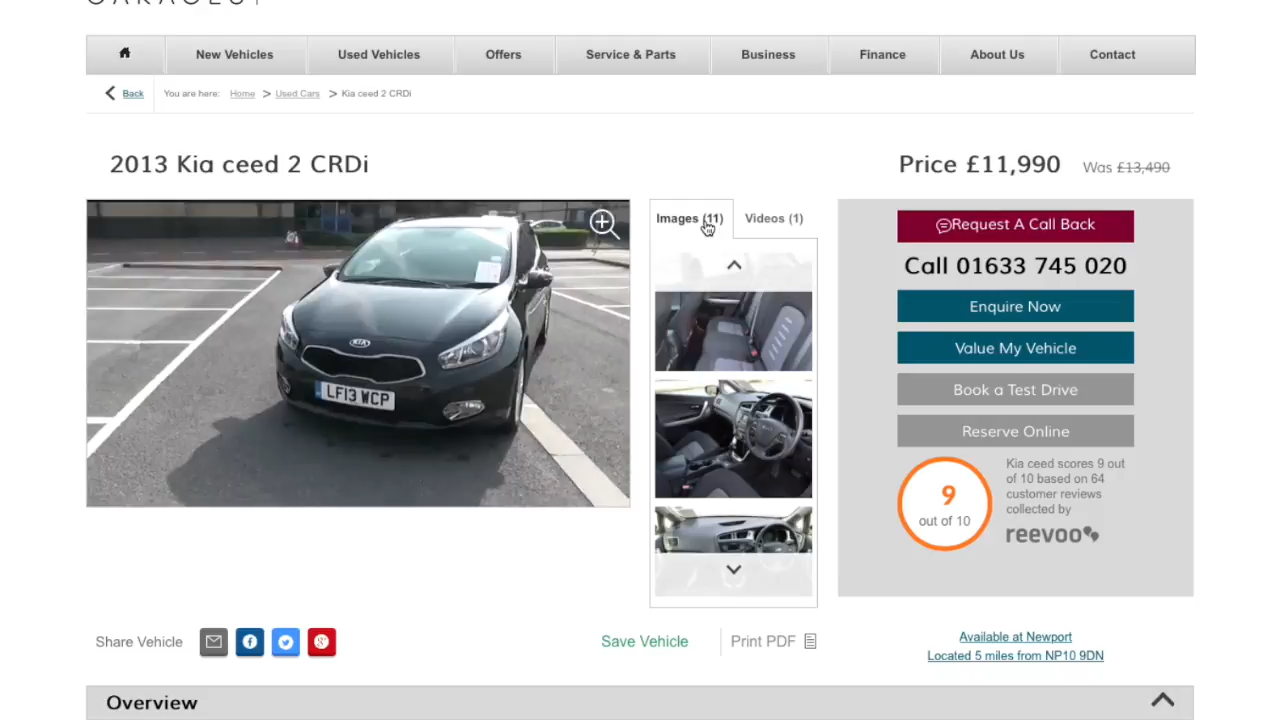 New Vehicles Used Vehicles Offers Service & Parts Business Finance About Us Contact
Back You are here: Home > Used Cars > Kia ceed 2 CRDi
2013 Kia ceed 2 CRDi
Price £11,990 Was £13,490
KIA
LF13 WCP
Images (11) Videos (1)
Request A Call Back
Call 01633 745 020
Enquire Now
Value My Vehicle
Book a Test Drive
Reserve Online
9
out of 10
Kia ceed scores 9 out
of 10 based on 64
customer reviews
collected by
reevoo
Share Vehicle
Save Vehicle
Print PDF
Available at Newport
Located 5 miles from NP10 9DN
Overview